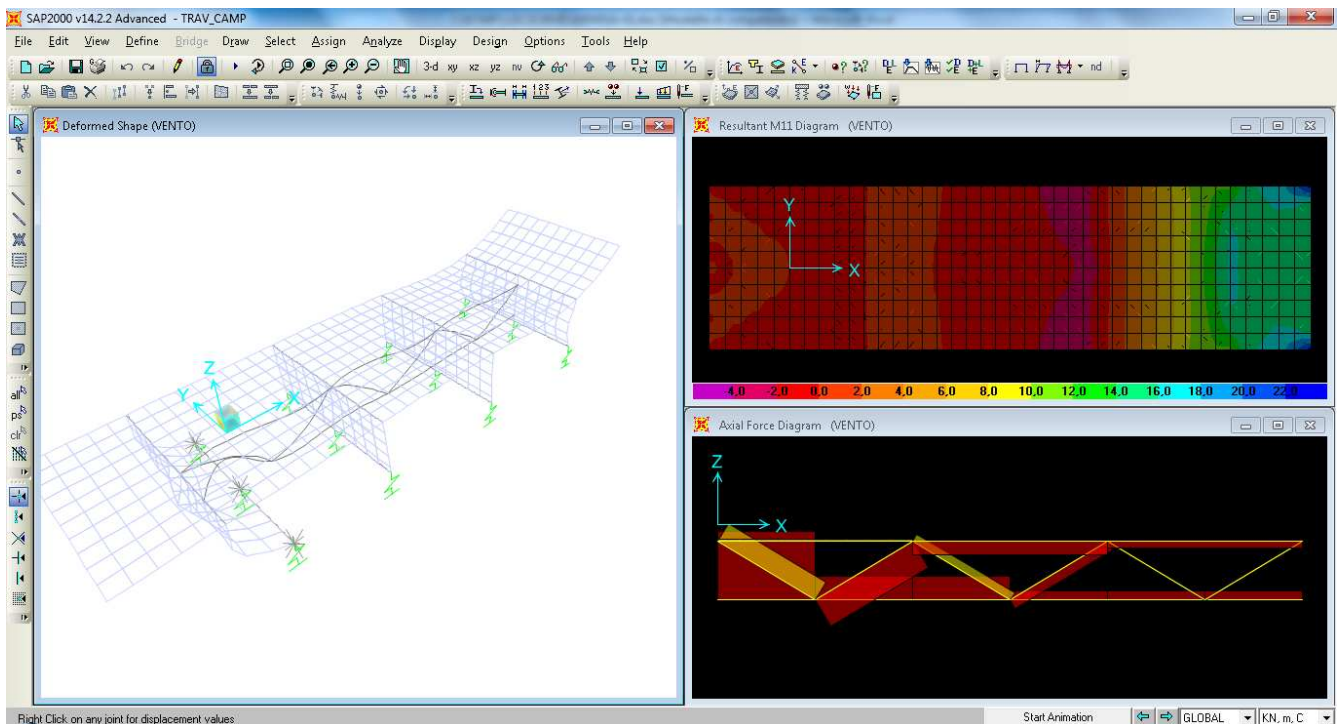 SAP2000 v14.2.2 Advanced - TRAV_CAMP
File Edit View Define Bridge Draw Select Assign Analyze Display Design Options Tools Help
3-d xy xz yz nv
nd
Deformed Shape (VENTO)
Z
Y
X
all
ps
clr
Resultant M11 Diagram (VENTO)
Y
X
-4,0 -2,0 0,0 2,0 4,0 6,0 8,0 10,0 12,0 14,0 16,0 18,0 20,0 22,0
Axial Force Diagram (VENTO)
Z
X
Right Click on any joint for displacement values
Start Animation
GLOBAL
KN, m, C